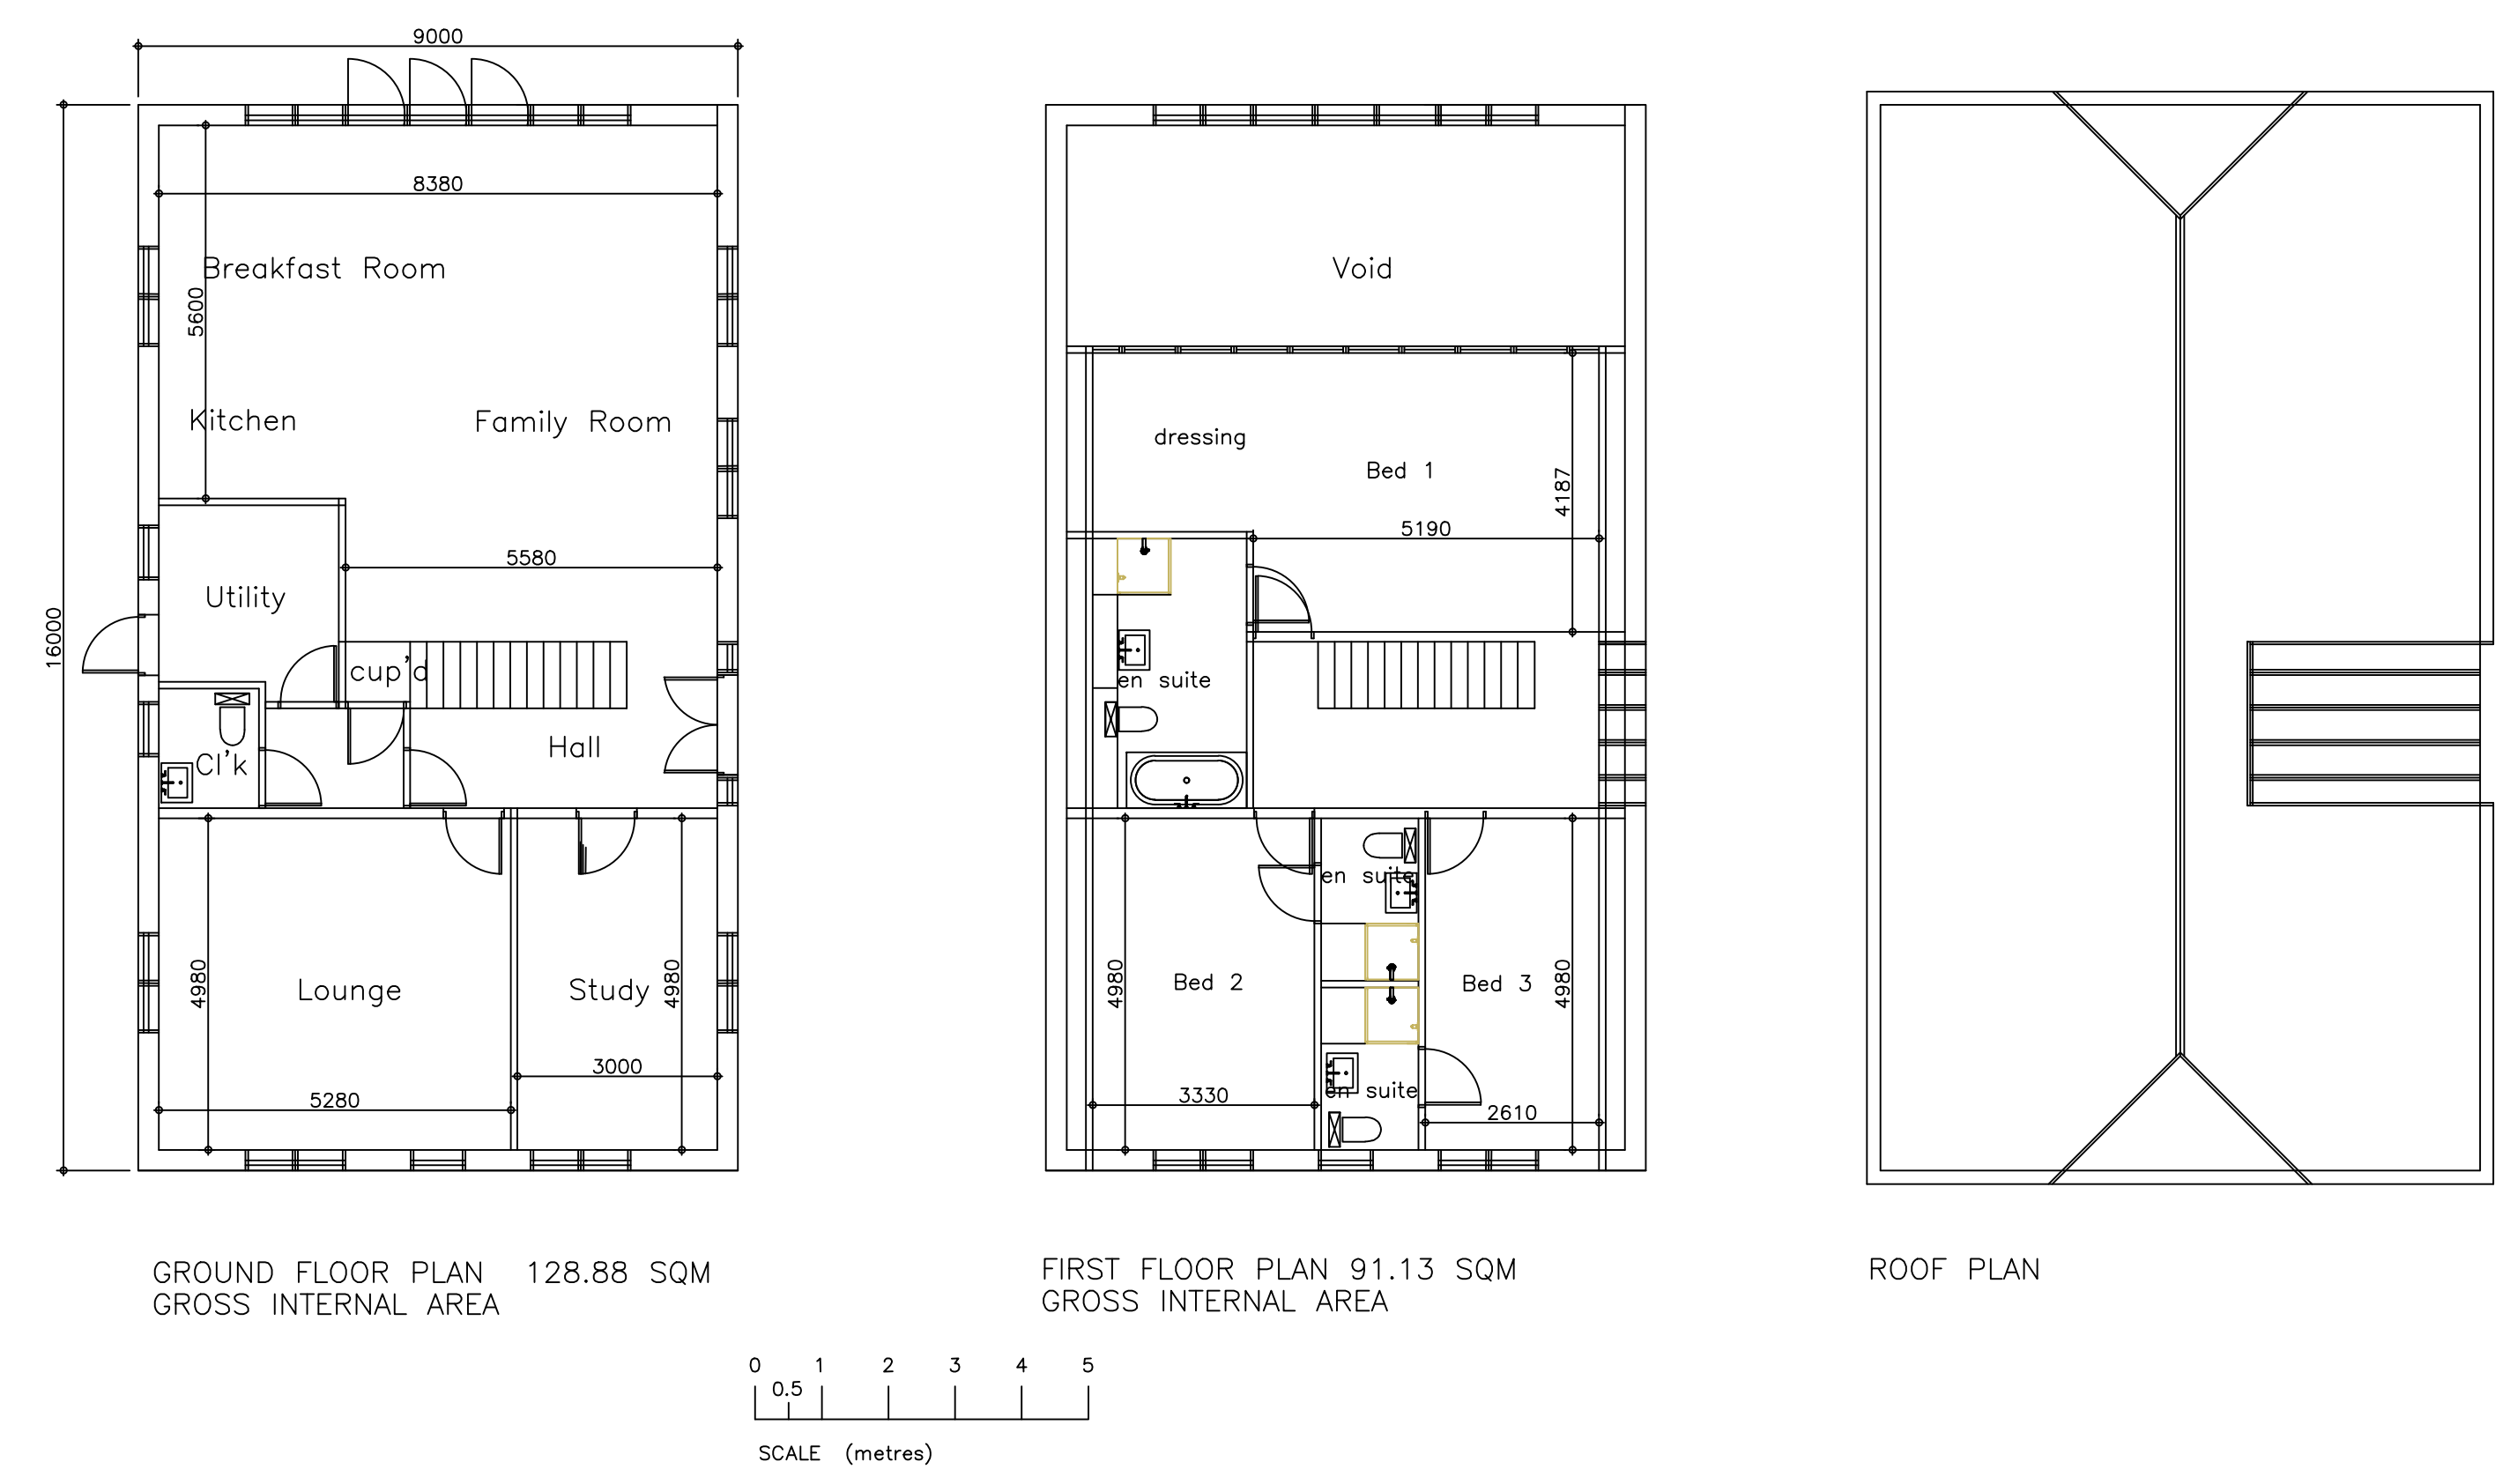 9000
8380
Breakfast Room
5600
Kitchen
Family Room
5580
Utility
16000
cup'd
Hall
Cl'k
4980
Lounge
Study
4980
3000
5280
GROUND FLOOR PLAN 128.88 SQM
GROSS INTERNAL AREA
Void
dressing
Bed 1
4187
5190
en suite
en suite
4980
Bed 2
Bed 3
4980
en suite
3330
2610
FIRST FLOOR PLAN 91.13 SQM
GROSS INTERNAL AREA
ROOF PLAN
0 1 2 3 4 5
0.5
SCALE (metres)